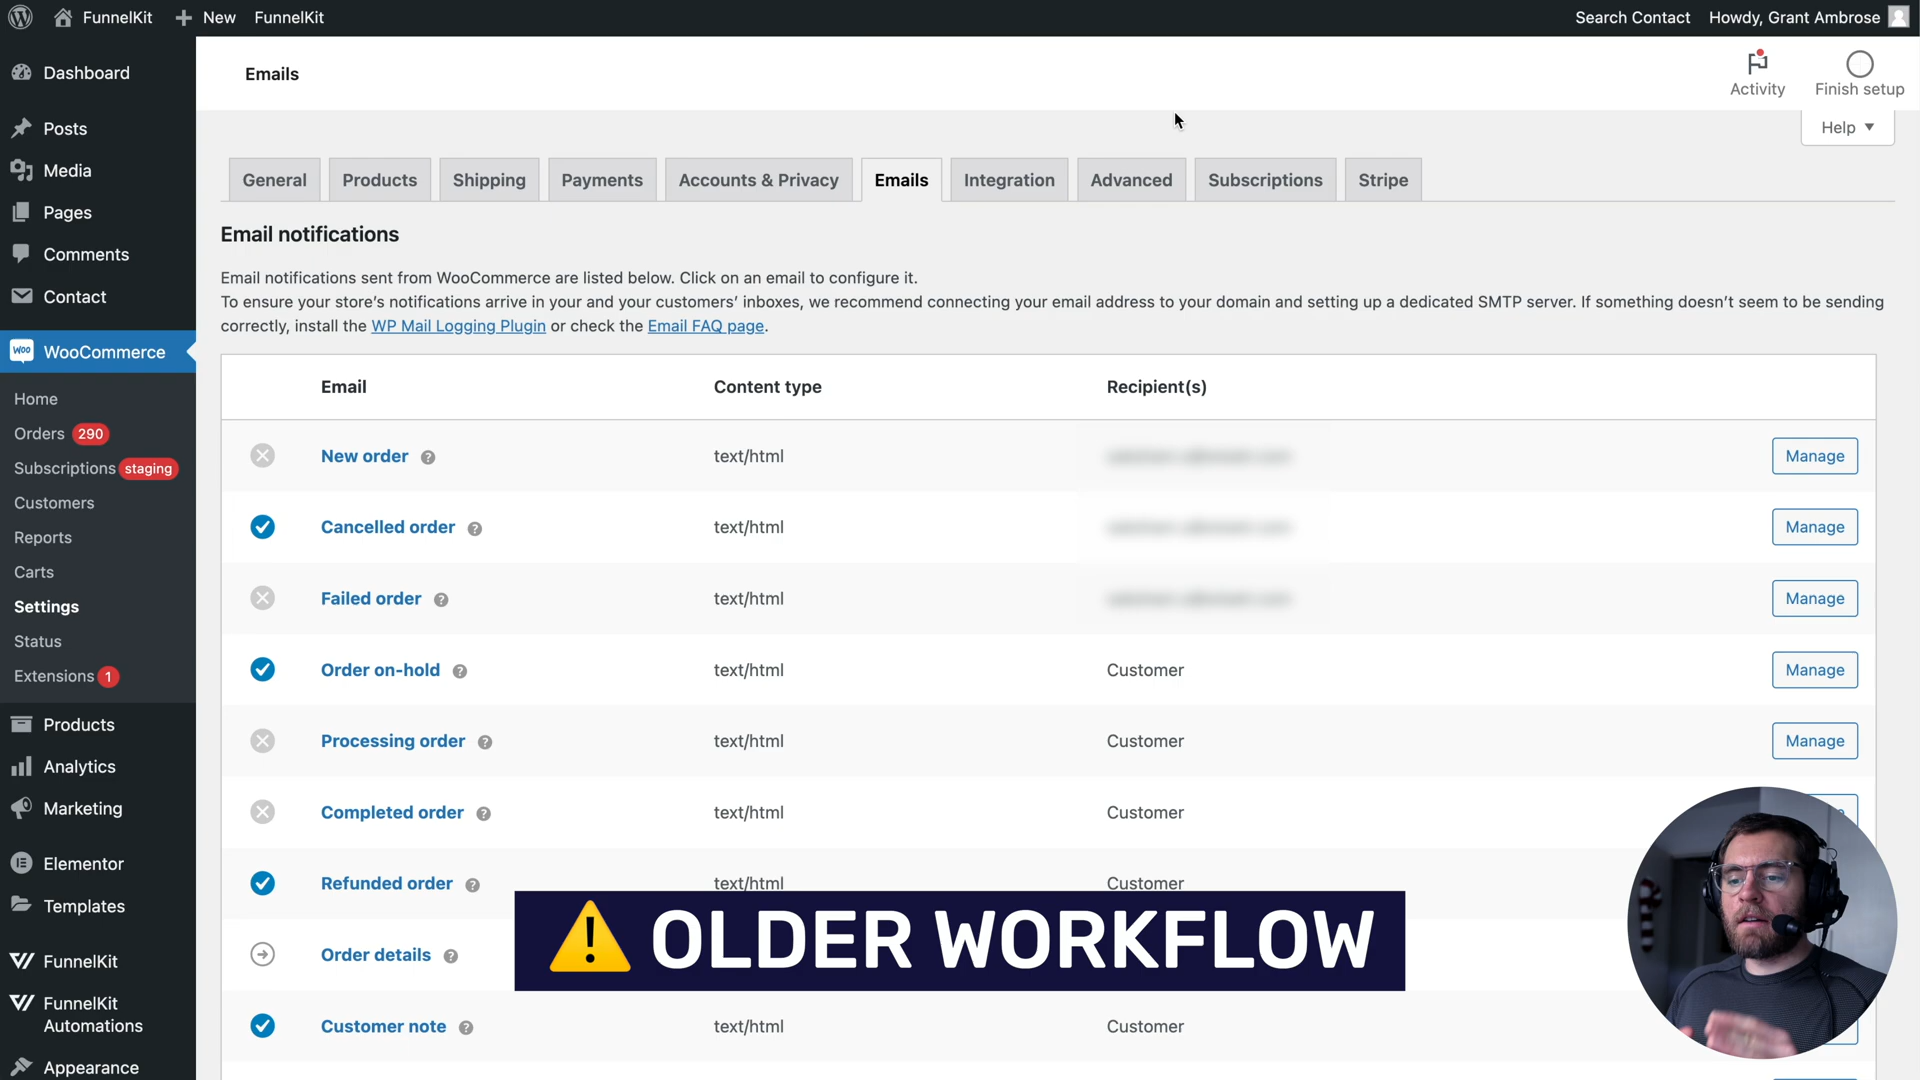 FunnelKit
New
FunnelKit
Search Contact
Howdy, Grant Ambrose
Dashboard
Posts
Media
Pages
Comments
Contact
Woo
WooCommerce
Home
Orders 290
Subscriptions staging
Customers
Reports
Carts
Settings
Status
Extensions 1
Products
Analytics
Marketing
Elementor
Templates
FunnelKit
FunnelKit
Automations
Appearance
Emails
Activity
Finish setup
Help
General
Products
Shipping
Payments
Accounts & Privacy
Emails
Integration
Advanced
Subscriptions
Stripe
Email notifications
Email notifications sent from WooCommerce are listed below. Click on an email to configure it.
To ensure your store's notifications arrive in your and your customers' inboxes, we recommend connecting your email address to your domain and setting up a dedicated SMTP server. If something doesn't seem to be sending
correctly, install the WP Mail Logging Plugin or check the Email FAQ page.
Email Content type Recipient(s)
New order text/html Manage
Cancelled order text/html Manage
Failed order text/html Manage
Order on-hold text/html Customer Manage
Processing order text/html Customer Manage
Completed order text/html Customer
Refunded order text/html Customer
Order details
OLDER WORKFLOW
Customer note text/html Customer